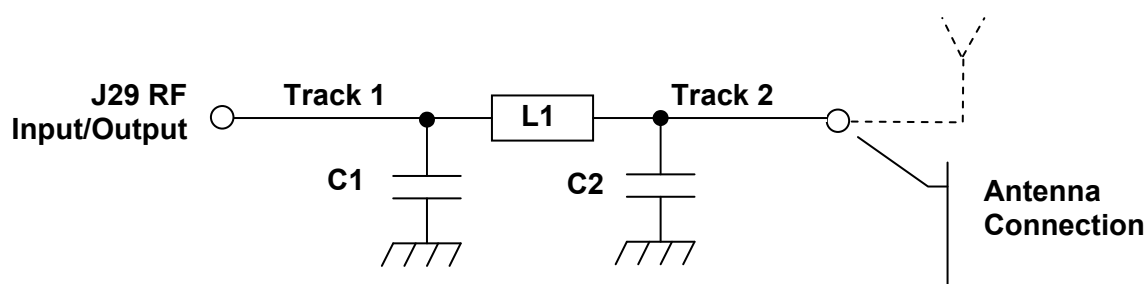 J29 RF
Input/Output
Track 1
L1
Track 2
C1
C2
Antenna
Connection